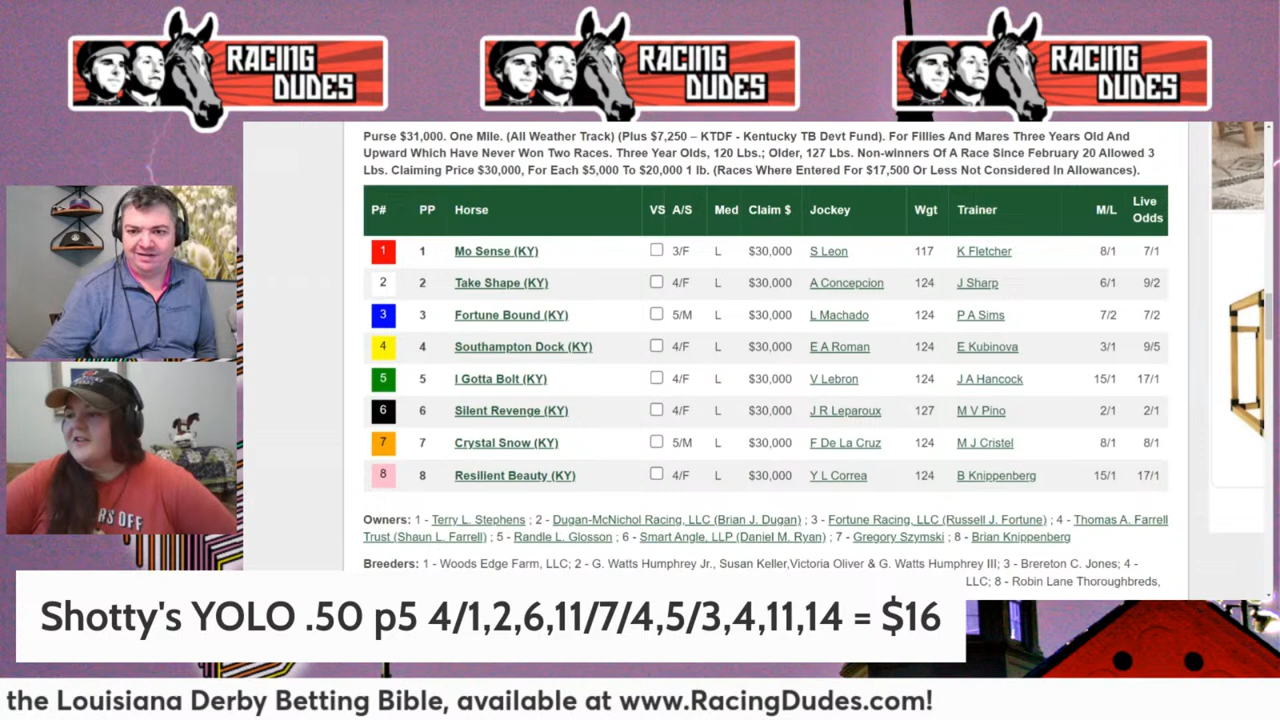 RACING DUDES
RACING DUDES
RACING DUDES
Purse $31,000. One Mile. (All Weather Track) (Plus $7,250 – KTDF - Kentucky TB Devt Fund). For Fillies And Mares Three Years Old And
Upward Which Have Never Won Two Races. Three Year Olds, 120 Lbs.; Older, 127 Lbs. Non-winners Of A Race Since February 20 Allowed 3
Lbs. Claiming Price $30,000, For Each $5,000 To $20,000 1 lb. (Races Where Entered For $17,500 Or Less Not Considered In Allowances).
P# PP Horse VS A/S Med Claim $ Jockey Wgt Trainer M/L Live Odds
1 1 Mo Sense (KY) 3/F L $30,000 S Leon 117 K Fletcher 8/1 7/1
2 2 Take Shape (KY) 4/F L $30,000 A Concepcion 124 J Sharp 6/1 9/2
3 3 Fortune Bound (KY) 5/M L $30,000 L Machado 124 P A Sims 7/2 7/2
4 4 Southampton Dock (KY) 4/F L $30,000 E A Roman 124 E Kubinova 3/1 9/5
5 5 I Gotta Bolt (KY) 4/F L $30,000 V Lebron 124 J A Hancock 15/1 17/1
6 6 Silent Revenge (KY) 4/F L $30,000 J R Leparoux 127 M V Pino 2/1 2/1
7 7 Crystal Snow (KY) 5/M L $30,000 F De La Cruz 124 M J Cristel 8/1 8/1
8 8 Resilient Beauty (KY) 4/F L $30,000 Y L Correa 124 B Knippenberg 15/1 17/1
Owners: 1 - Terry L. Stephens ; 2 - Dugan-McNichol Racing, LLC (Brian J. Dugan) ; 3 - Fortune Racing, LLC (Russell J. Fortune) ; 4 - Thomas A. Farrell
Trust (Shaun L. Farrell) ; 5 - Randle L. Glosson ; 6 - Smart Angle, LLP (Daniel M. Ryan) ; 7 - Gregory Szymski ; 8 - Brian Knippenberg
Breeders: 1 - Woods Edge Farm, LLC; 2 - G. Watts Humphrey Jr., Susan Keller,Victoria Oliver & G. Watts Humphrey III; 3 - Brereton C. Jones; 4 -
LLC; 8 - Robin Lane Thoroughbreds,
Shotty's YOLO .50 p5 4/1,2,6,11/7/4,5/3,4,11,14 = $16
the Louisiana Derby Betting Bible, available at www.RacingDudes.com!